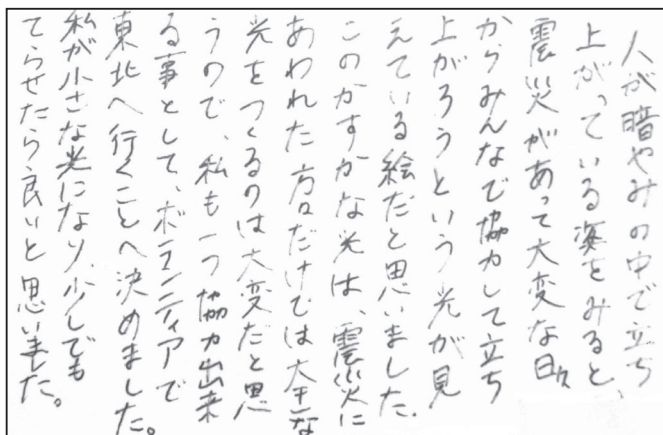 人が暗やみの中で立ち
上がっている姿をみると、
震災があって大変な日々
からみんなで協力して立ち
上がろうという光が見
えている絵だと思いました。
このかすかな光は、震災に
あわれた方々だけでは大きな
光をつくるのは大変だと思
うので、私も一つ協力出来
る事として、ボランティアで
東北へ行くことへ決めました。
私が小さな光になり、少しでも
てらせたら良いと思いました。